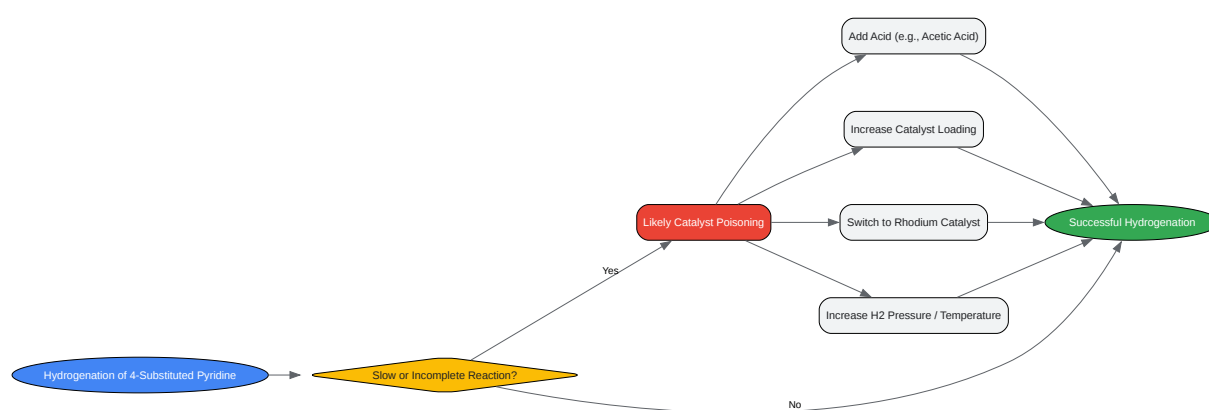 Add Acid (e.g., Acetic Acid)
Increase Catalyst Loading
Likely Catalyst Poisoning
Switch to Rhodium Catalyst
Successful Hydrogenation
Yes
Increase H2 Pressure / Temperature
Hydrogenation of 4-Substituted Pyridine
Slow or Incomplete Reaction?
No